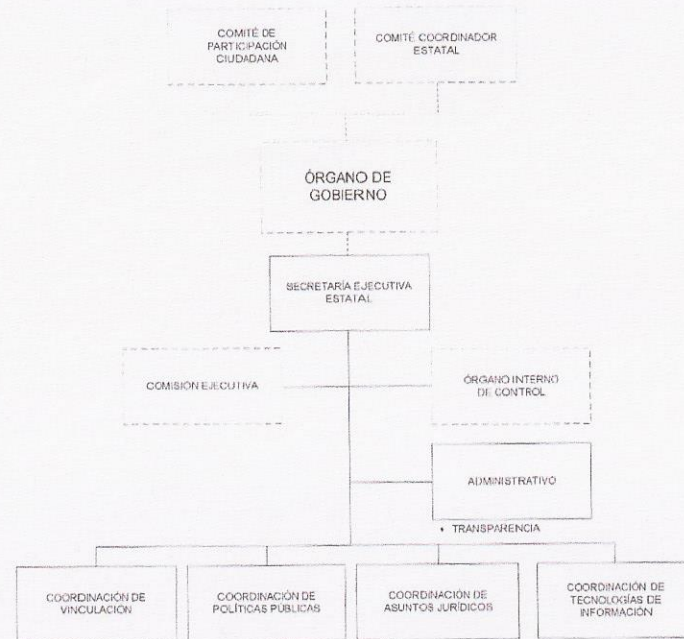 COMITÉ DE
PARTICIPACIÓN
CIUDADANA
COMITÉ COORDINADOR
ESTATAL
ÓRGANO DE
GOBIERNO
SECRETARÍA EJECUTIVA
ESTATAL
COMISIÓN EJECUTIVA
ÓRGANO INTERNO
DE CONTROL
ADMINISTRATIVO
• TRANSPARENCIA
COORDINACIÓN DE
VINCULACIÓN
COORDINACIÓN DE
POLÍTICAS PÚBLICAS
COORDINACIÓN DE
ASUNTOS JURÍDICOS
COORDINACIÓN DE
TECNOLOGÍAS DE
INFORMACIÓN